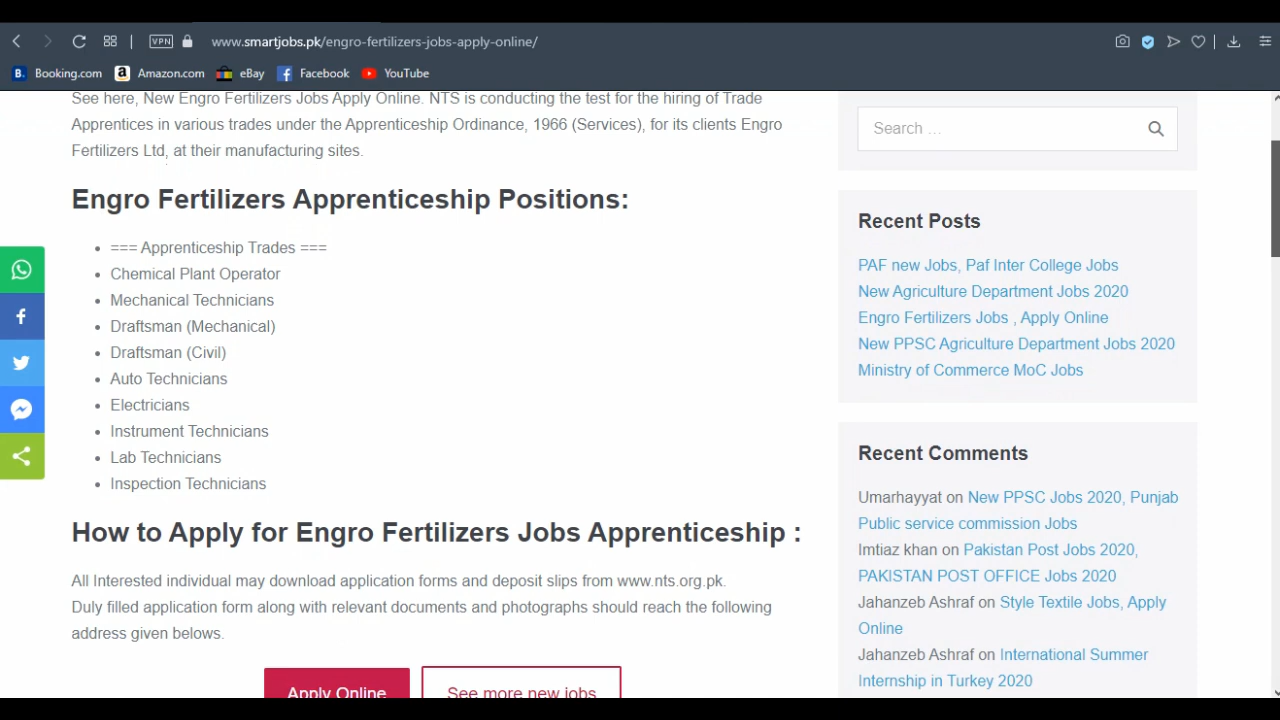 VPN
www.smartjobs.pk/engro-fertilizers-jobs-apply-online/
B. Booking.com
a Amazon.com
eBay
Facebook
YouTube
See here, New Engro Fertilizers Jobs Apply Online. NTS is conducting the test for the hiring of Trade
Apprentices in various trades under the Apprenticeship Ordinance, 1966 (Services), for its clients Engro
Fertilizers Ltd, at their manufacturing sites.
Engro Fertilizers Apprenticeship Positions:
=== Apprenticeship Trades ===
Chemical Plant Operator
Mechanical Technicians
Draftsman (Mechanical)
Draftsman (Civil)
Auto Technicians
Electricians
Instrument Technicians
Lab Technicians
Inspection Technicians
How to Apply for Engro Fertilizers Jobs Apprenticeship :
All Interested individual may download application forms and deposit slips from www.nts.org.pk.
Duly filled application form along with relevant documents and photographs should reach the following
address given belows.
Apply Online
See more new jobs
Search …
Recent Posts
PAF new Jobs, Paf Inter College Jobs
New Agriculture Department Jobs 2020
Engro Fertilizers Jobs , Apply Online
New PPSC Agriculture Department Jobs 2020
Ministry of Commerce MoC Jobs
Recent Comments
Umarhayyat on New PPSC Jobs 2020, Punjab
Public service commission Jobs
Imtiaz khan on Pakistan Post Jobs 2020,
PAKISTAN POST OFFICE Jobs 2020
Jahanzeb Ashraf on Style Textile Jobs, Apply
Online
Jahanzeb Ashraf on International Summer
Internship in Turkey 2020